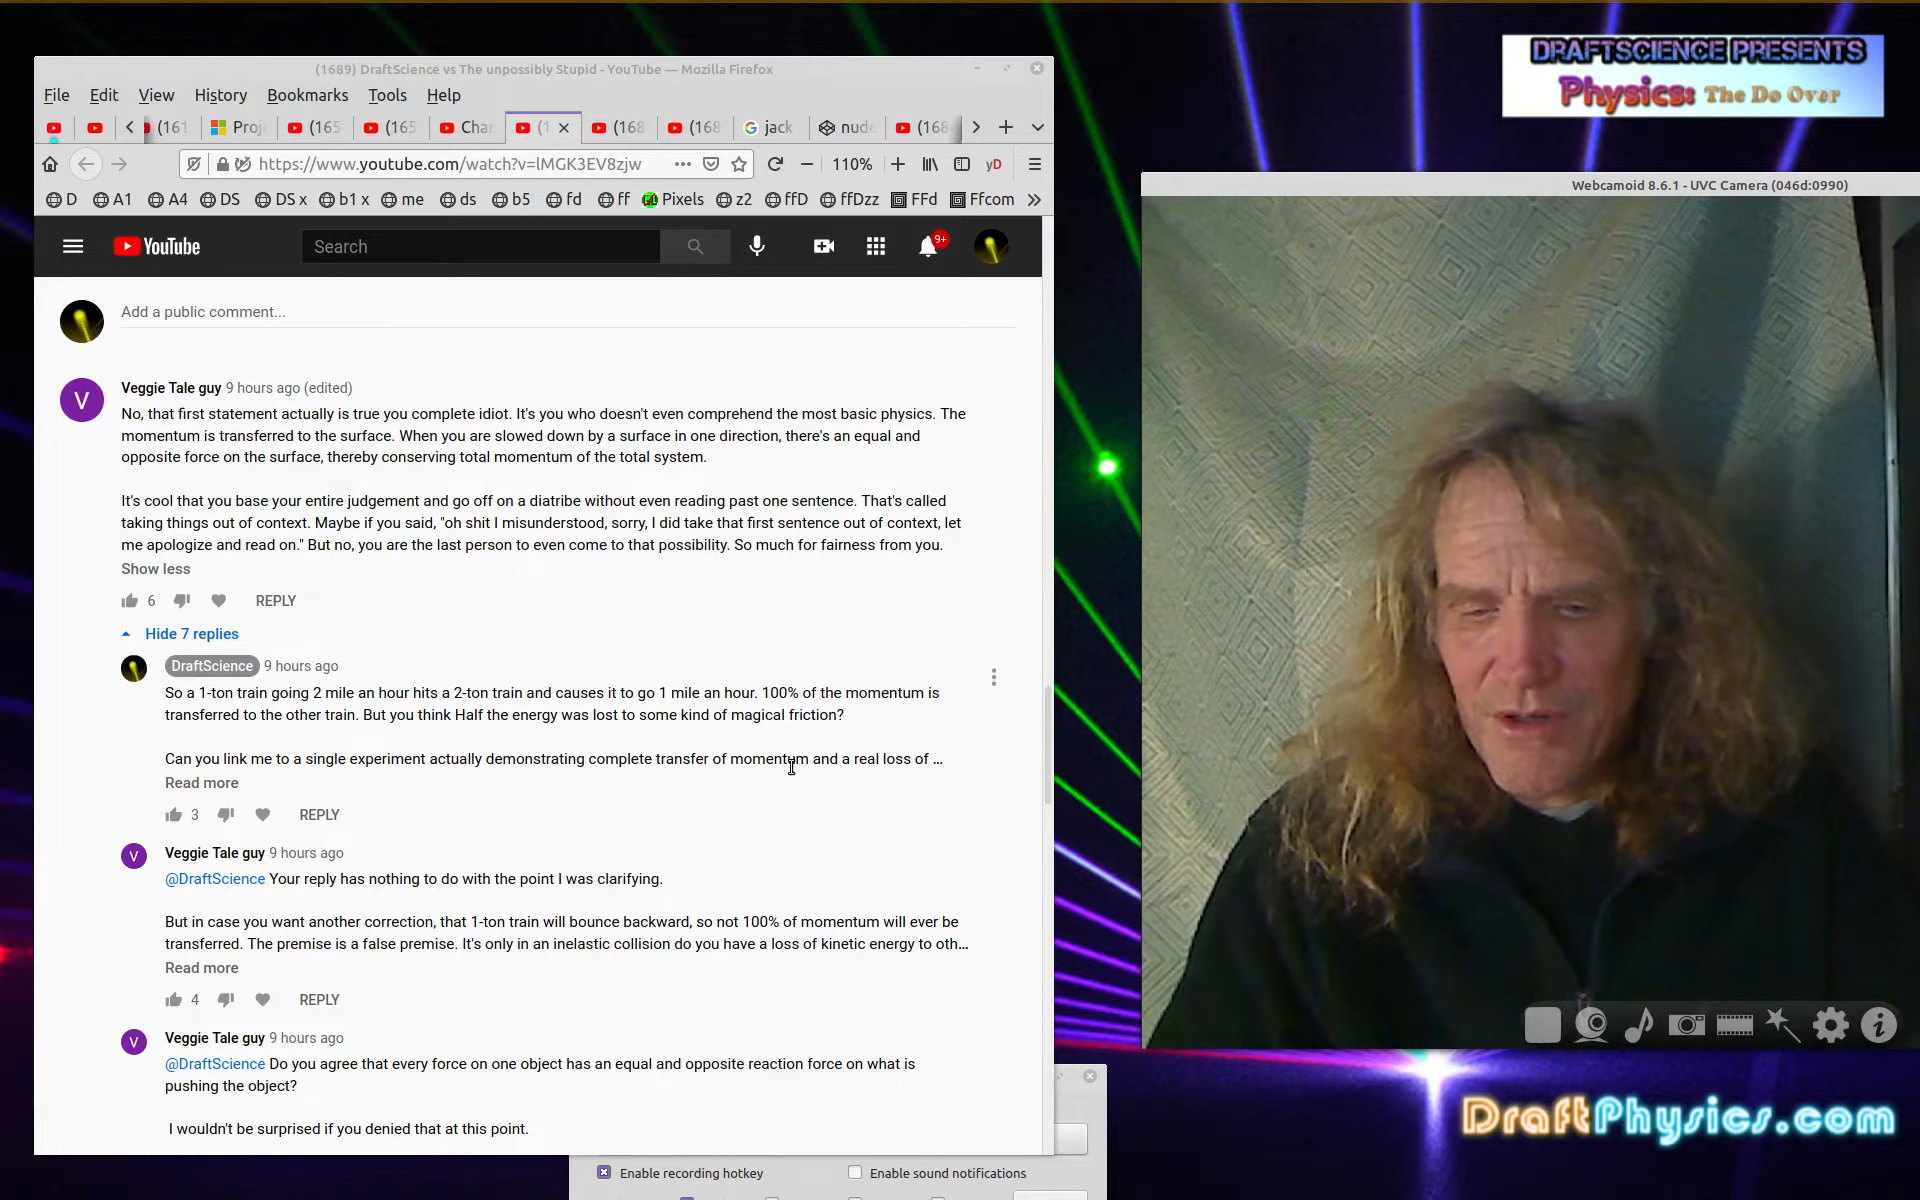 (1689) DraftScience vs The unpossibly Stupid - YouTube — Mozilla Firefox
File Edit View History Bookmarks Tools Help
(161 Proj (165 (165 Char (1 (168 (168 jack nude (168
https://www.youtube.com/watch?v=lMGK3EV8zjw 110% yD
D A1 A4 DS DS x b1 x me ds b5 fd ff Pixels z2 ffD ffDzz FFd Ffcom
YouTube Search 9+
Add a public comment...
V
Veggie Tale guy 9 hours ago (edited)
No, that first statement actually is true you complete idiot. It's you who doesn't even comprehend the most basic physics. The
momentum is transferred to the surface. When you are slowed down by a surface in one direction, there's an equal and
opposite force on the surface, thereby conserving total momentum of the total system.
It's cool that you base your entire judgement and go off on a diatribe without even reading past one sentence. That's called
taking things out of context. Maybe if you said, "oh shit I misunderstood, sorry, I did take that first sentence out of context, let
me apologize and read on." But no, you are the last person to even come to that possibility. So much for fairness from you.
Show less
6 REPLY
Hide 7 replies
DraftScience 9 hours ago
So a 1-ton train going 2 mile an hour hits a 2-ton train and causes it to go 1 mile an hour. 100% of the momentum is
transferred to the other train. But you think Half the energy was lost to some kind of magical friction?
Can you link me to a single experiment actually demonstrating complete transfer of momentum and a real loss of ...
Read more
3 REPLY
V
Veggie Tale guy 9 hours ago
@DraftScience Your reply has nothing to do with the point I was clarifying.
But in case you want another correction, that 1-ton train will bounce backward, so not 100% of momentum will ever be
transferred. The premise is a false premise. It's only in an inelastic collision do you have a loss of kinetic energy to oth...
Read more
4 REPLY
V
Veggie Tale guy 9 hours ago
@DraftScience Do you agree that every force on one object has an equal and opposite reaction force on what is
pushing the object?
I wouldn't be surprised if you denied that at this point.
Enable recording hotkey Enable sound notifications
DRAFTSCIENCE PRESENTS
Physics: The Do Over
Webcamoid 8.6.1 - UVC Camera (046d:0990)
DraftPhysics.com